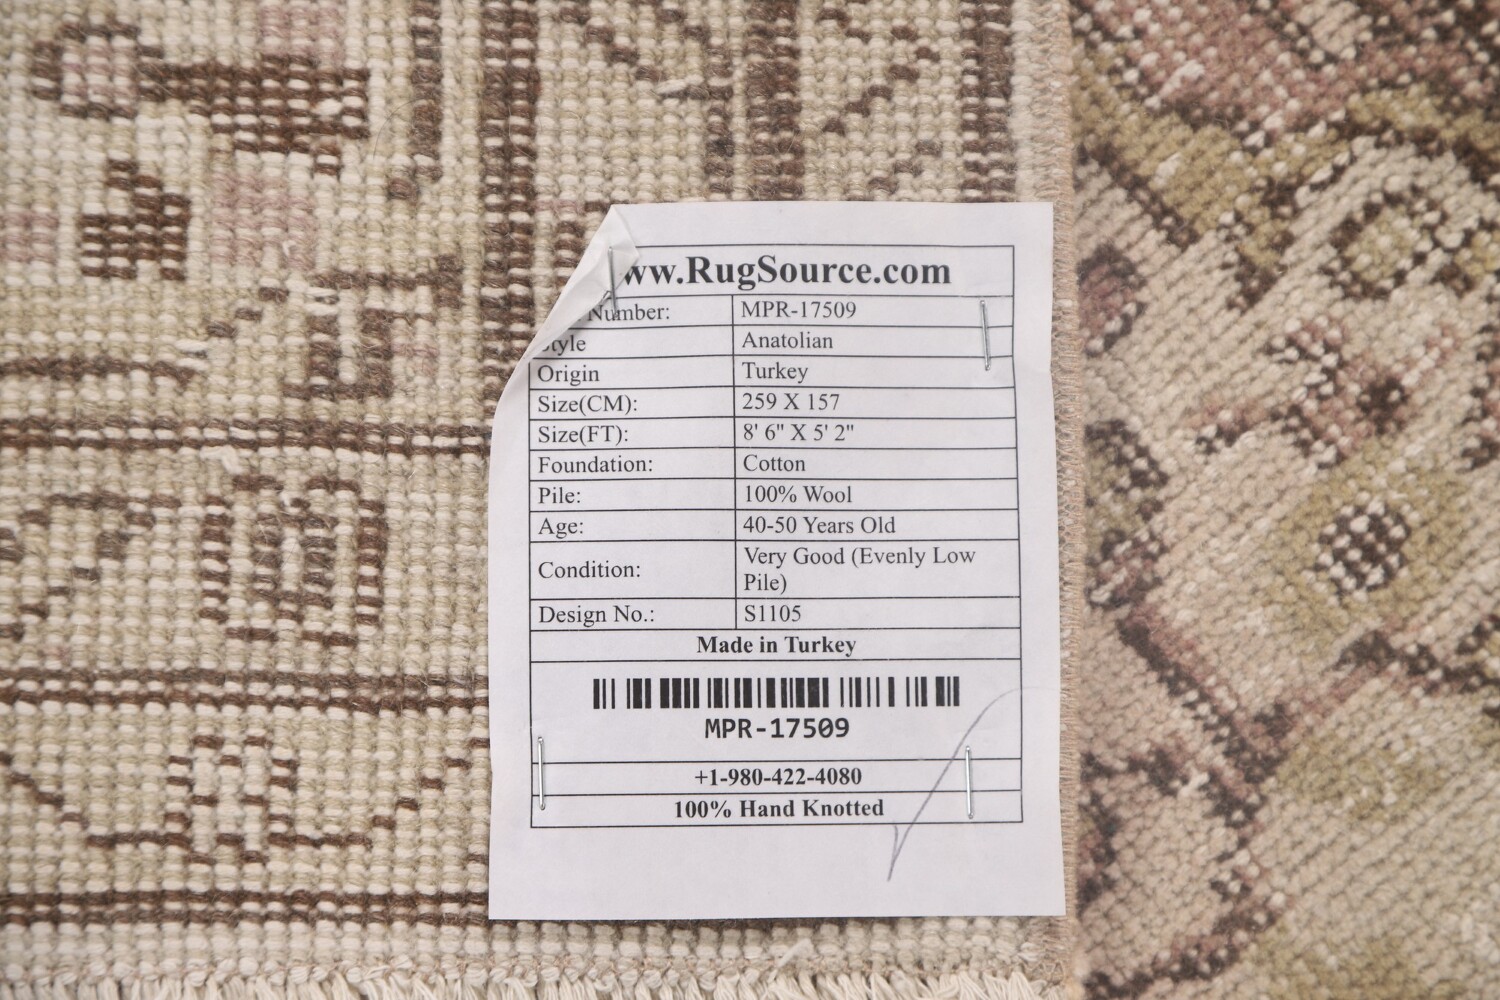 ww.RugSource.com
Number: MPR-17509
Style Anatolian
Origin Turkey
Size(CM): 259 X 157
Size(FT): 8' 6" X 5' 2"
Foundation: Cotton
Pile: 100% Wool
Age: 40-50 Years Old
Condition: Very Good (Evenly Low
Pile)
Design No.: S1105
Made in Turkey
MPR-17509
+1-980-422-4080
100% Hand Knotted